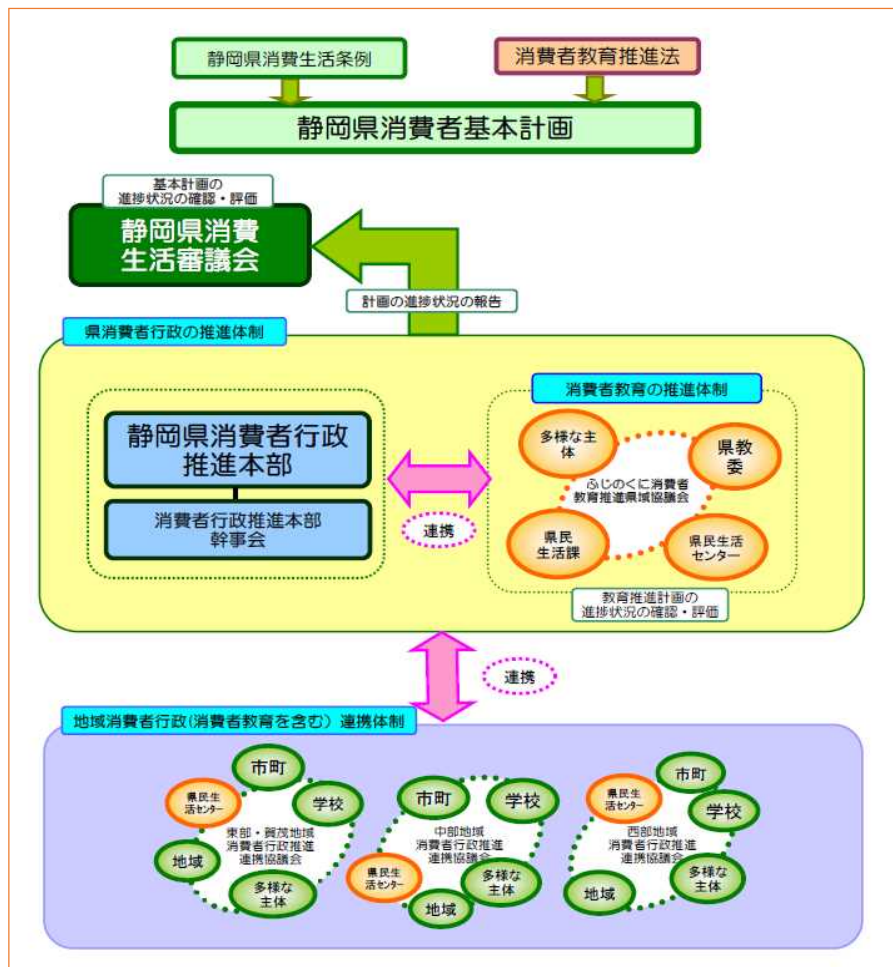 静岡県消費生活条例
消費者教育推進法
静岡県消費者基本計画
基本計画の
進捗状況の確認・評価
静岡県消費
生活審議会
計画の進捗状況の報告
県消費者行政の推進体制
静岡県消費者行政
推進本部
消費者行政推進本部
幹事会
連携
消費者教育の推進体制
多様な主
体
県教
委
ふじのくに消費者
教育推進県域協議会
県民
生活課
県民生活
センター
教育推進計画の
進捗状況の確認・評価
連携
地域消費者行政(消費者教育を含む）連携体制
市町
県民生
活センター
学校
東部・賀茂地域
消費者行政推進
連携協議会
地域
多様な
主体
市町
学校
中部地域
消費者行政推進
連携協議会
県民生
活センター
多様な
主体
地域
市町
県民生
活センター
学校
西部地域
消費者行政推進
連携協議会
多様な
主体
地域